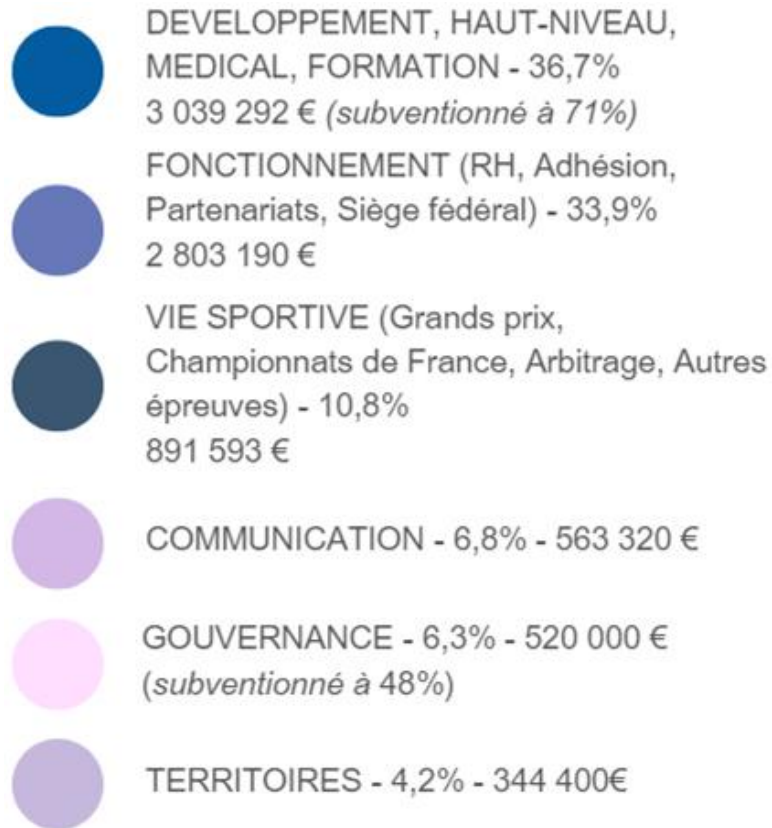 DEVELOPPEMENT, HAUT-NIVEAU,
MEDICAL, FORMATION - 36,7%
3 039 292 € (subventionné à 71%)
FONCTIONNEMENT (RH, Adhésion,
Partenariats, Siège fédéral) - 33,9%
2 803 190 €
VIE SPORTIVE (Grands prix,
Championnats de France, Arbitrage, Autres
épreuves) - 10,8%
891 593 €
COMMUNICATION - 6,8% - 563 320 €
GOUVERNANCE - 6,3% - 520 000 €
(subventionné à 48%)
TERRITOIRES - 4,2% - 344 400€